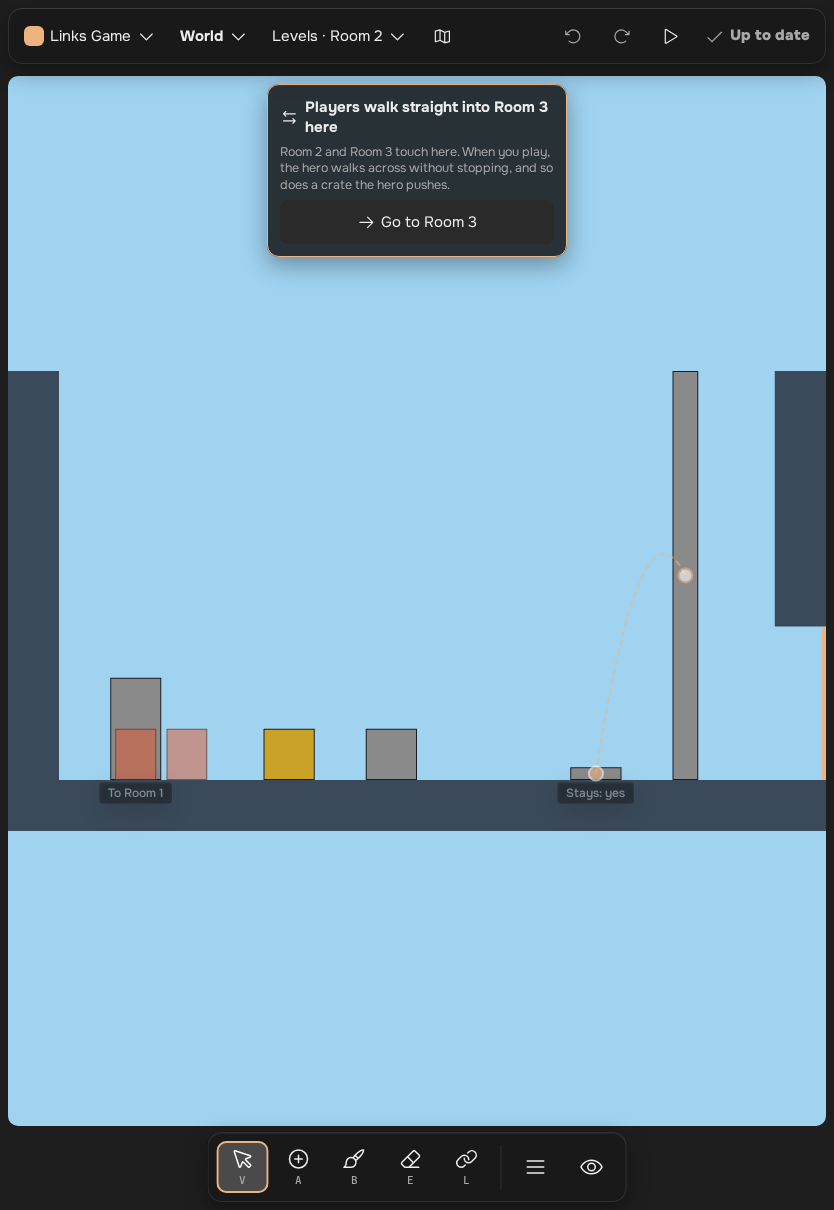 Links Game
World
Levels · Room 2
Up to date
Players walk straight into Room 3
here
Room 2 and Room 3 touch here. When you play,
the hero walks across without stopping, and so
does a crate the hero pushes.
Go to Room 3
To Room 1
Stays: yes
V
A
B
E
L